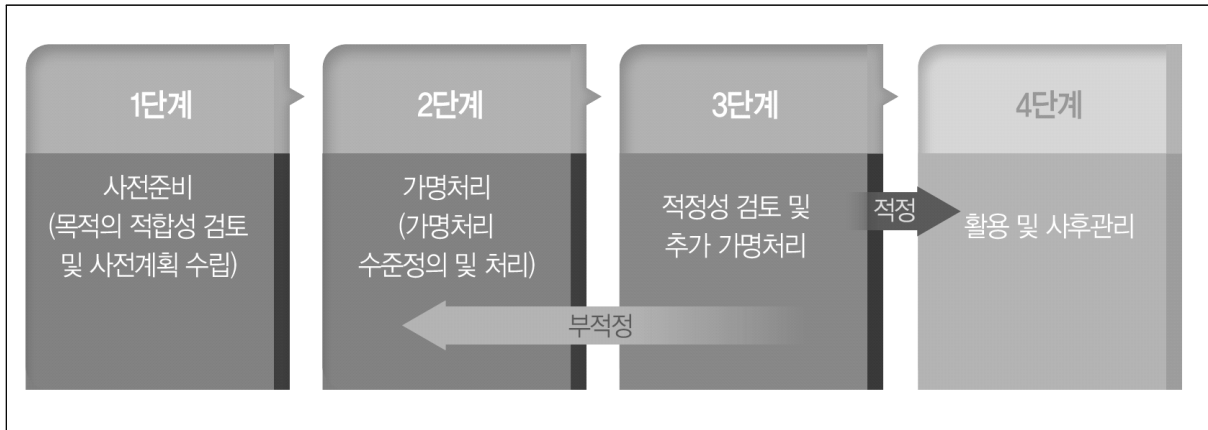 1단계
사전준비
(목적의 적합성 검토
및 사전계획 수립)
2단계
가명처리
(가명처리
수준정의 및 처리)
3단계
적정성 검토 및
추가 가명처리
적정
부적정
4단계
활용 및 사후관리